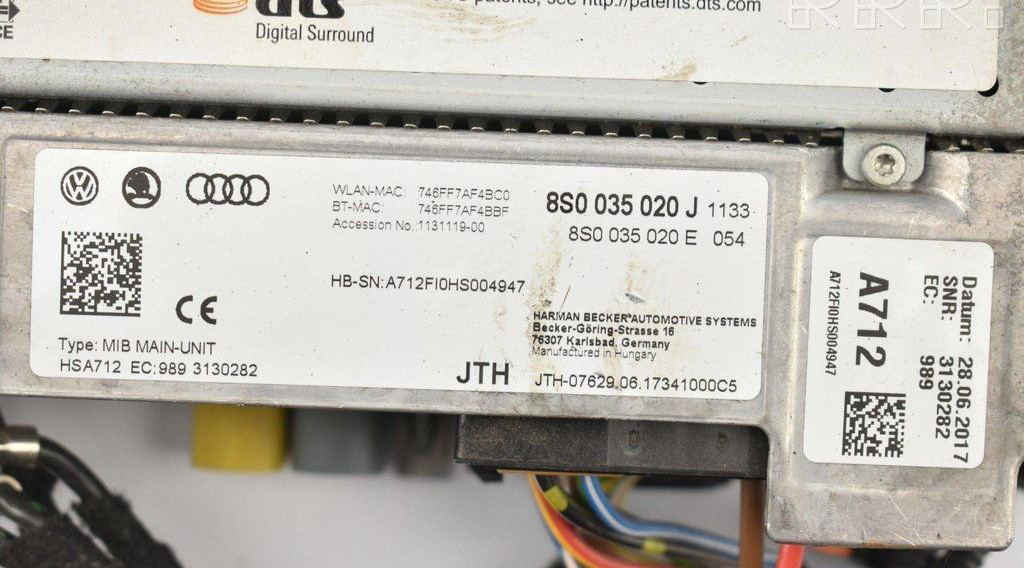 dts
Digital Surround
patents, see http://patents.dts.com
RRR.
CE
WLAN-MAC: 746FF7AF4BC0
BT-MAC: 746FF7AF4BBF
Accession No.:1131119-00
8S0 035 020 J 1133
8S0 035 020 E 054
HB-SN:A712FI0HS004947
CE
HARMAN BECKER AUTOMOTIVE SYSTEMS
Becker-Göring-Strasse 16
76307 Karlsbad, Germany
Manufactured in Hungary
Type: MIB MAIN-UNIT
HSA712 EC:989 3130282
JTH JTH-07629.06.17341000C5
Datum: 28.06.2017
SNR: 3130282
EC: 989
A712
A712FI0HS004947